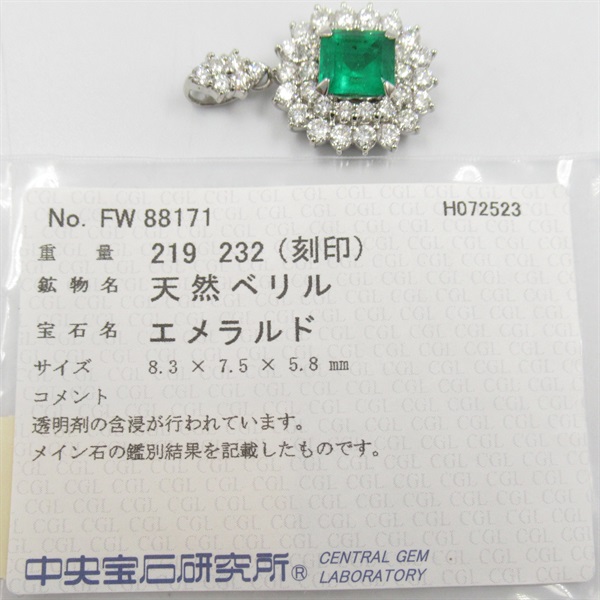 No. FW 88171
H072523
重量 219 232 (刻印)
鉱物名 天然ベリル
宝石名 エメラルド
サイズ 8.3 × 7.5 × 5.8 mm
コメント
透明剤の含浸が行われています。
メイン石の鑑別結果を記載したものです。
中央宝石研究所® CENTRAL GEM
LABORATORY